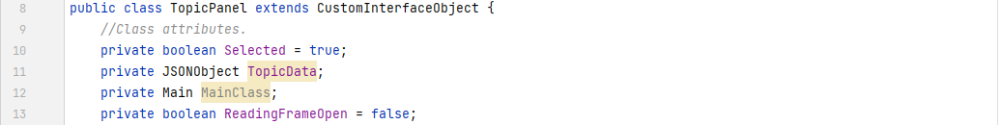 8 public class TopicPanel extends CustomInterfaceObject {
9 //Class attributes.
10 private boolean Selected = true;
11 private JSONObject TopicData;
12 private Main MainClass;
13 private boolean ReadingFrameOpen = false;